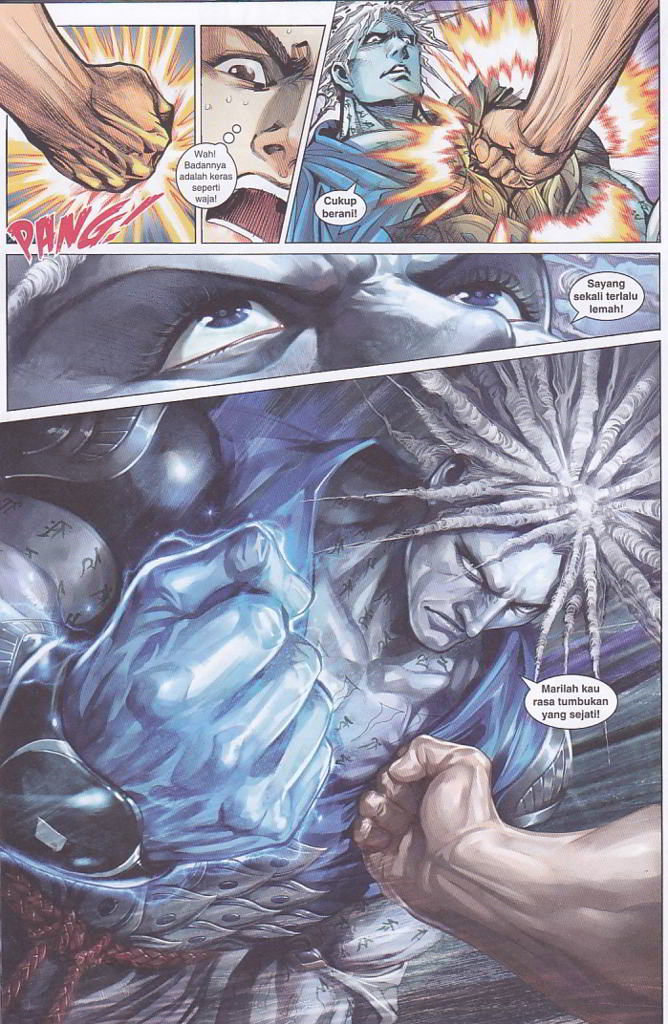 PANG!
Wah!
Badannya
adalah keras
seperti
waja!
Cukup
berani!
Sayang
sekali terlalu
lemah!
Marilah kau
rasa tumbukan
yang sejati!